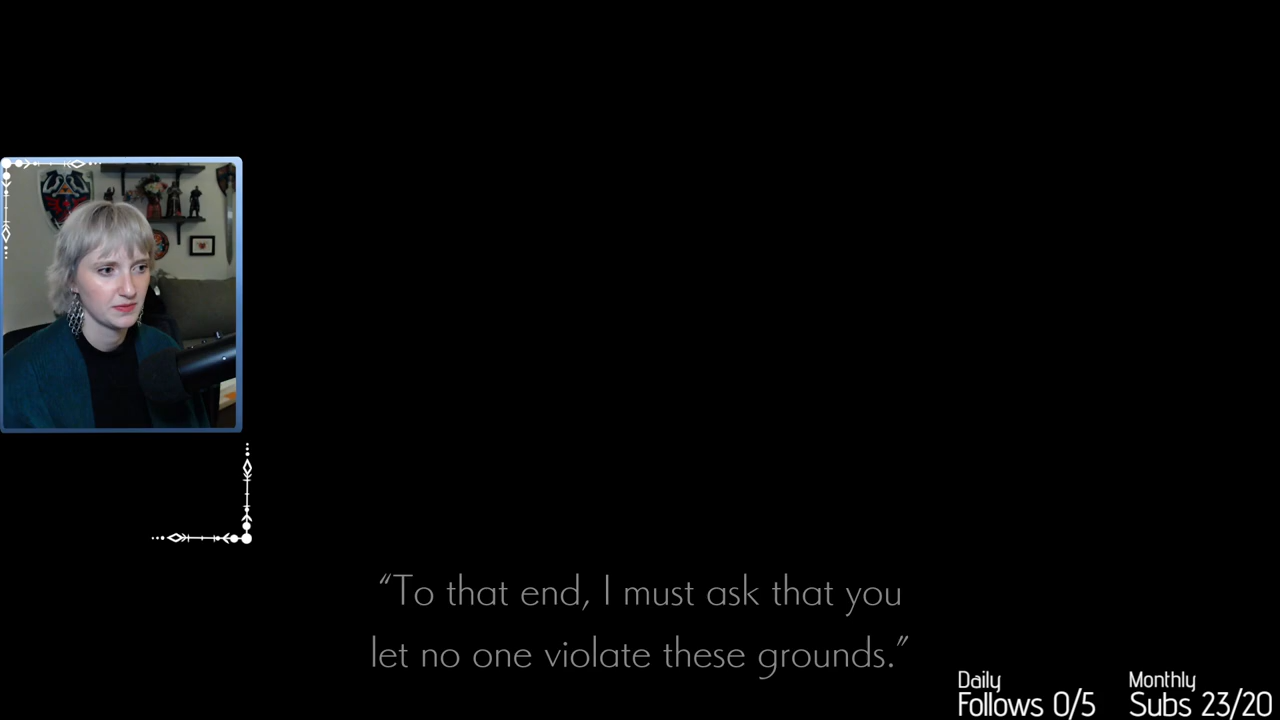 “To that end, I must ask that you
let no one violate these grounds.”
Daily
Follows 0/5
Monthly
Subs 23/20